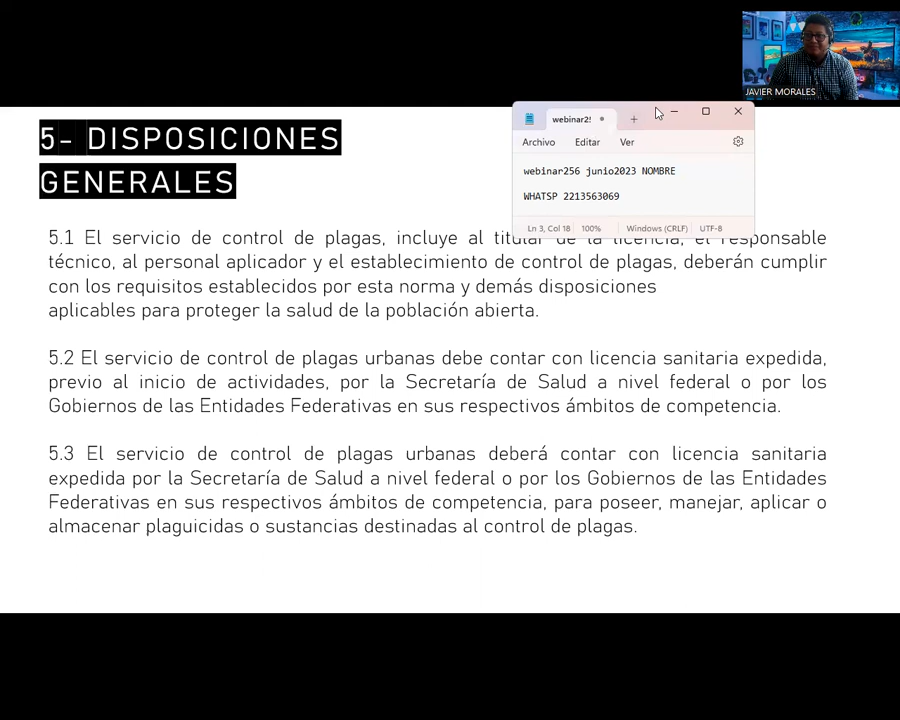 JAVIER MORALES
webinar2!
Archivo Editar Ver
webinar256 junio2023 NOMBRE
WHATSP 2213563069
Ln 3, Col 18 100% Windows (CRLF) UTF-8
5- DISPOSICIONES
GENERALES
5.1 El servicio de control de plagas, incluye al titular de la licencia, el responsable
técnico, al personal aplicador y el establecimiento de control de plagas, deberán cumplir
con los requisitos establecidos por esta norma y demás disposiciones
aplicables para proteger la salud de la población abierta.
5.2 El servicio de control de plagas urbanas debe contar con licencia sanitaria expedida,
previo al inicio de actividades, por la Secretaría de Salud a nivel federal o por los
Gobiernos de las Entidades Federativas en sus respectivos ámbitos de competencia.
5.3 El servicio de control de plagas urbanas deberá contar con licencia sanitaria
expedida por la Secretaría de Salud a nivel federal o por los Gobiernos de las Entidades
Federativas en sus respectivos ámbitos de competencia, para poseer, manejar, aplicar o
almacenar plaguicidas o sustancias destinadas al control de plagas.